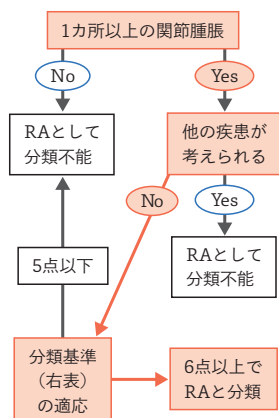 1カ所以上の関節腫脹
No
Yes
RAとして
分類不能
他の疾患が
考えられる
No
Yes
RAとして
分類不能
5点以下
分類基準
（右表）
の適応
6点以上で
RAと分類